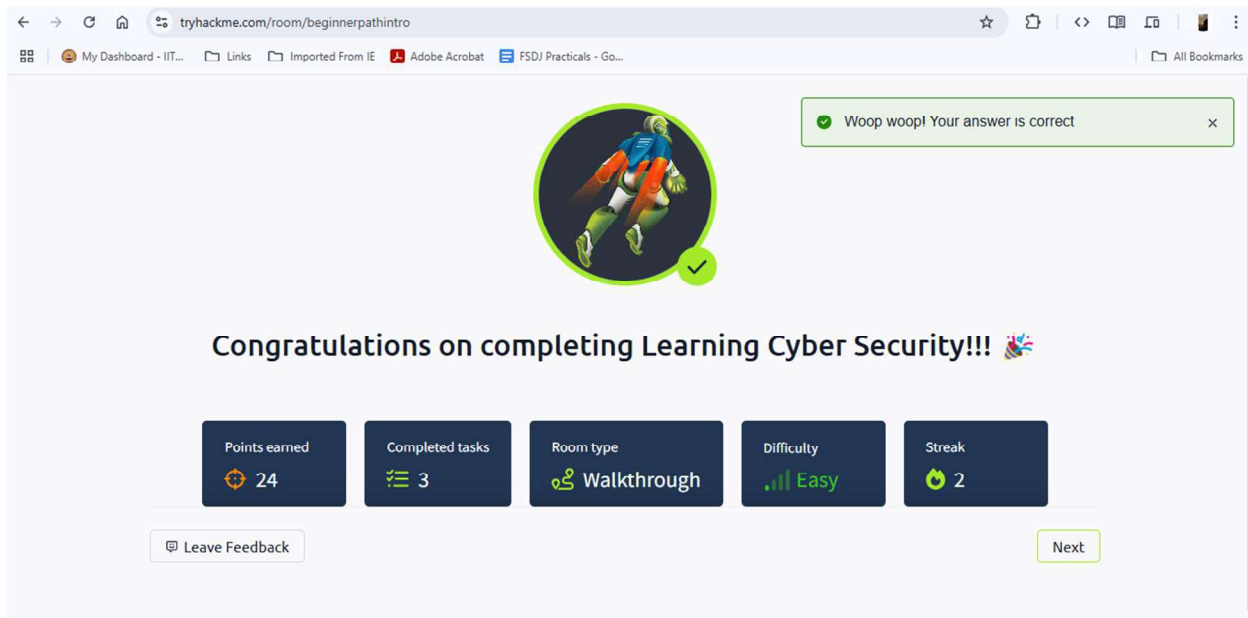 tryhackme.com/room/beginnerpathintro
My Dashboard - IIT... Links Imported From IE Adobe Acrobat FSDJ Practicals - Go... All Bookmarks
Woop woop! Your answer is correct
Congratulations on completing Learning Cyber Security!!! 🎉
Points earned
24
Completed tasks
3
Room type
Walkthrough
Difficulty
Easy
Streak
2
Leave Feedback
Next